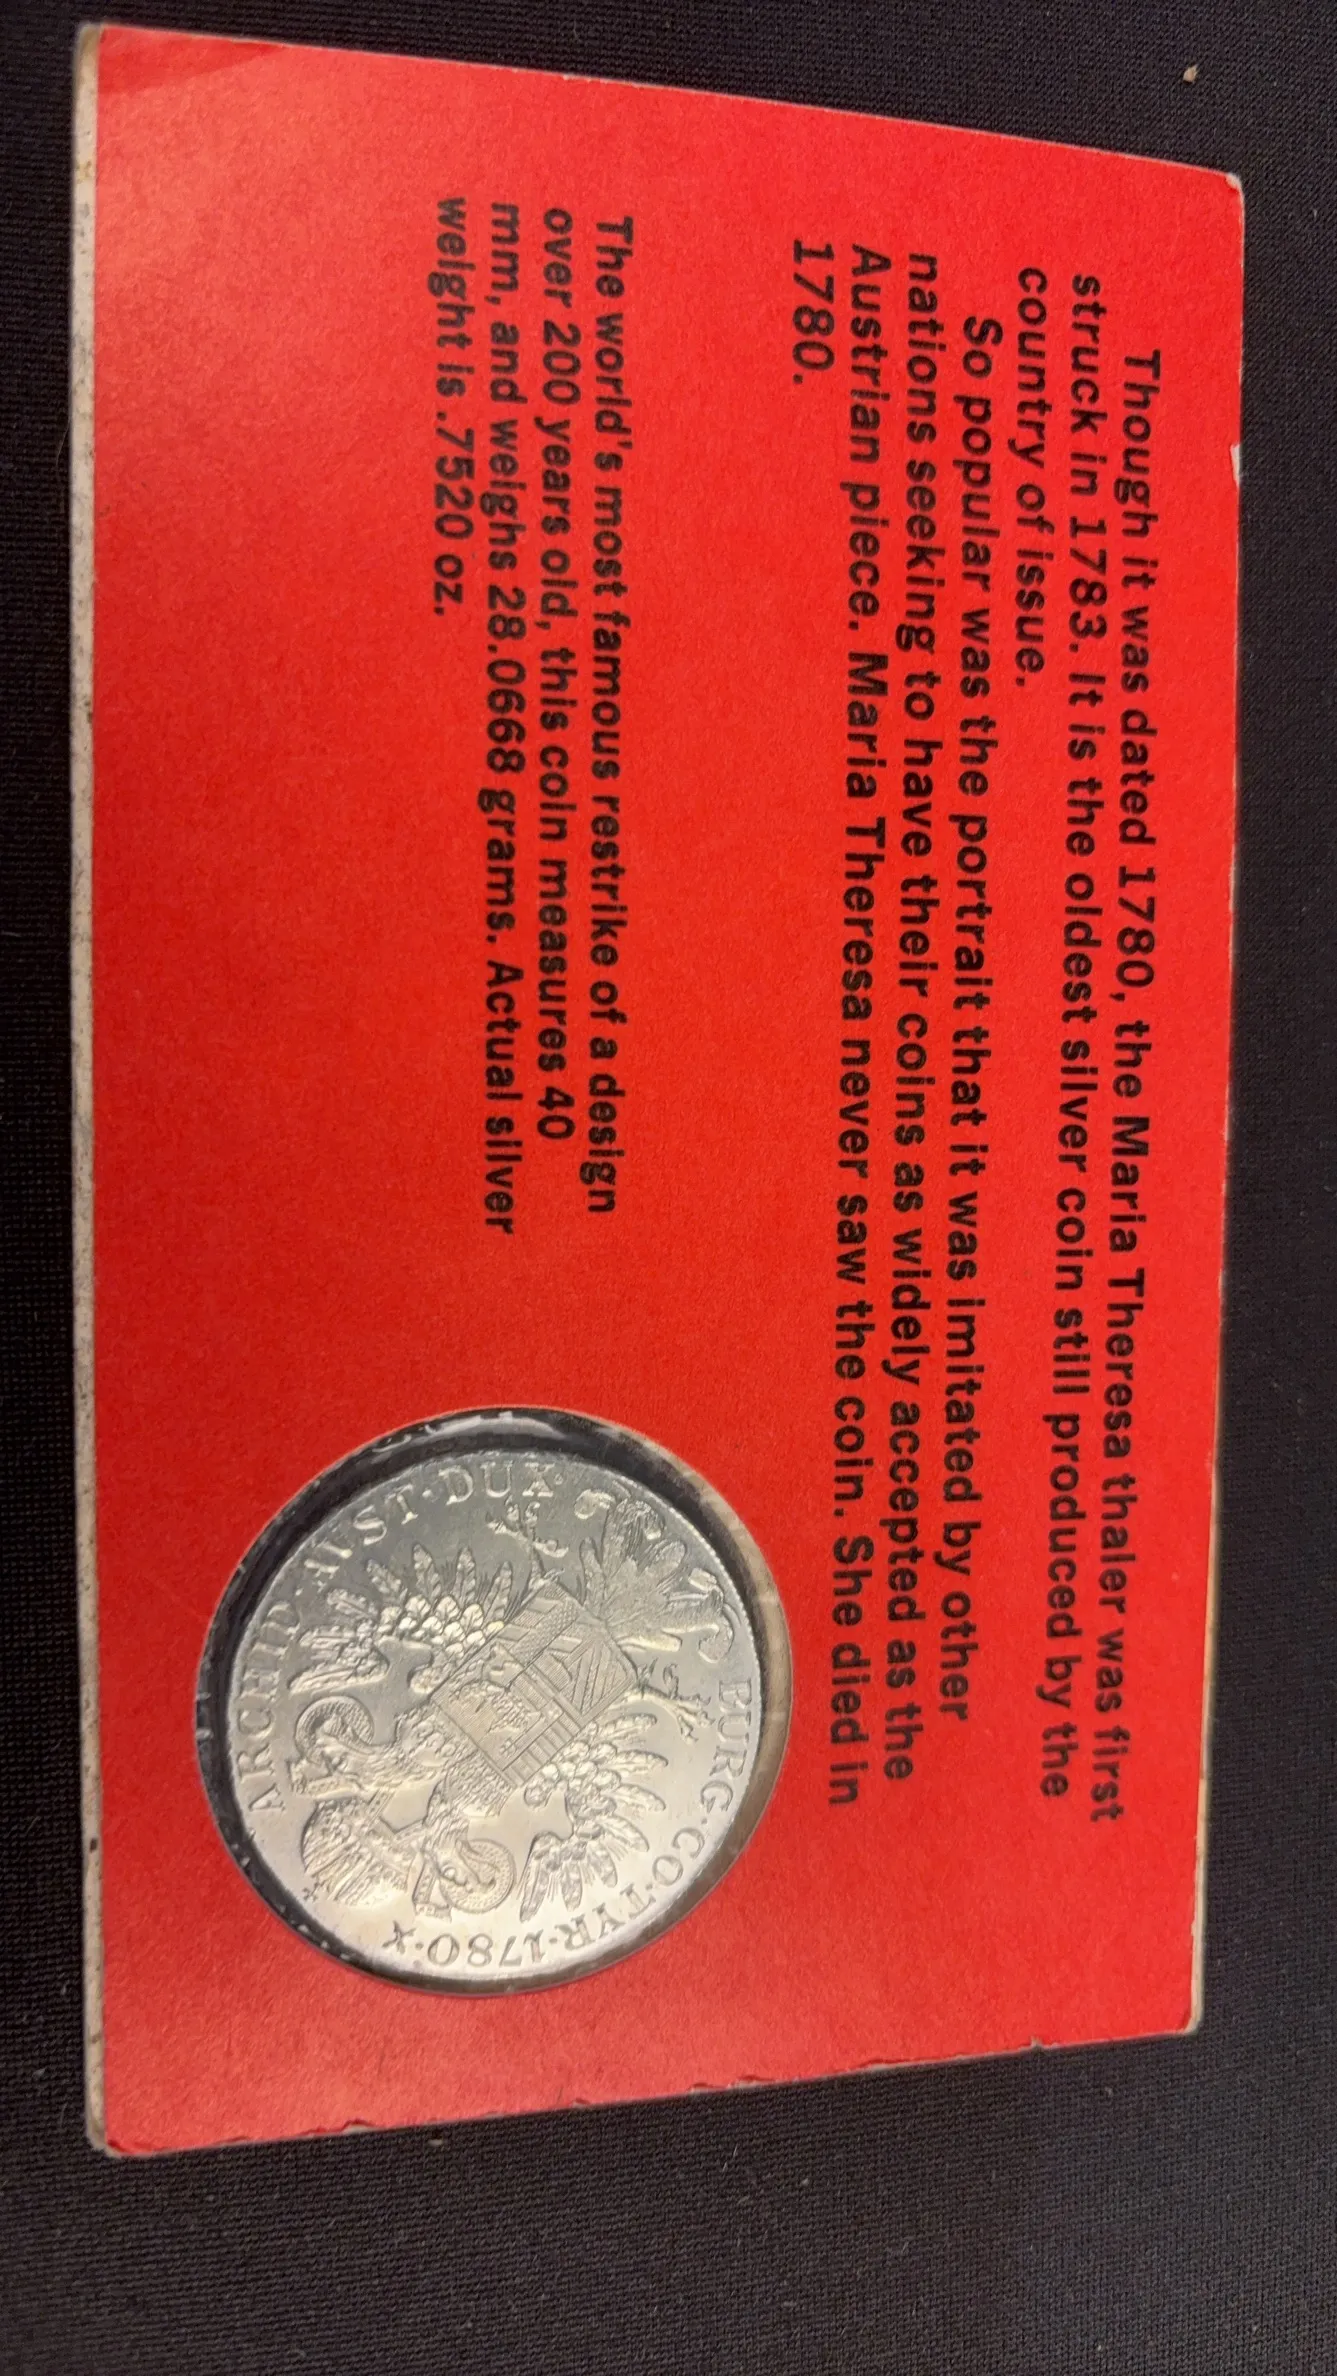 Though it was dated 1780, the Maria Theresa thaler was first
struck in 1783. It is the oldest silver coin still produced by the
country of issue.
So popular was the portrait that it was imitated by other
nations seeking to have their coins as widely accepted as the
Austrian piece. Maria Theresa never saw the coin. She died in
1780.
The world's most famous restrike of a design
over 200 years old, this coin measures 40
mm, and weighs 28.0668 grams. Actual silver
weight is .7520 oz.
ARCHID·AUST·DUX·
BURG·CO·TYR·1780·X